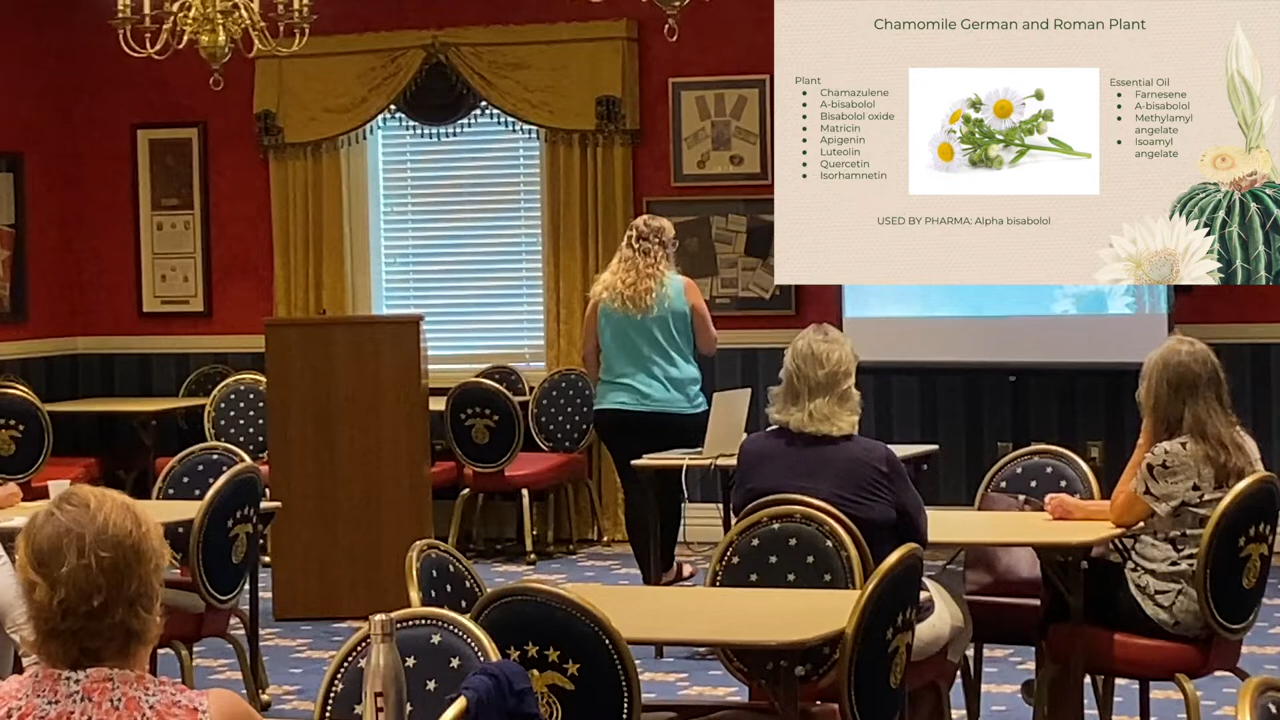 Chamomile German and Roman Plant
Plant
Chamazulene
A-bisabolol
Bisabolol oxide
Matricin
Apigenin
Luteolin
Quercetin
Isorhamnetin
Essential Oil
Farnesene
A-bisabolol
Methylamyl
angelate
Isoamyl
angelate
USED BY PHARMA: Alpha bisabolol